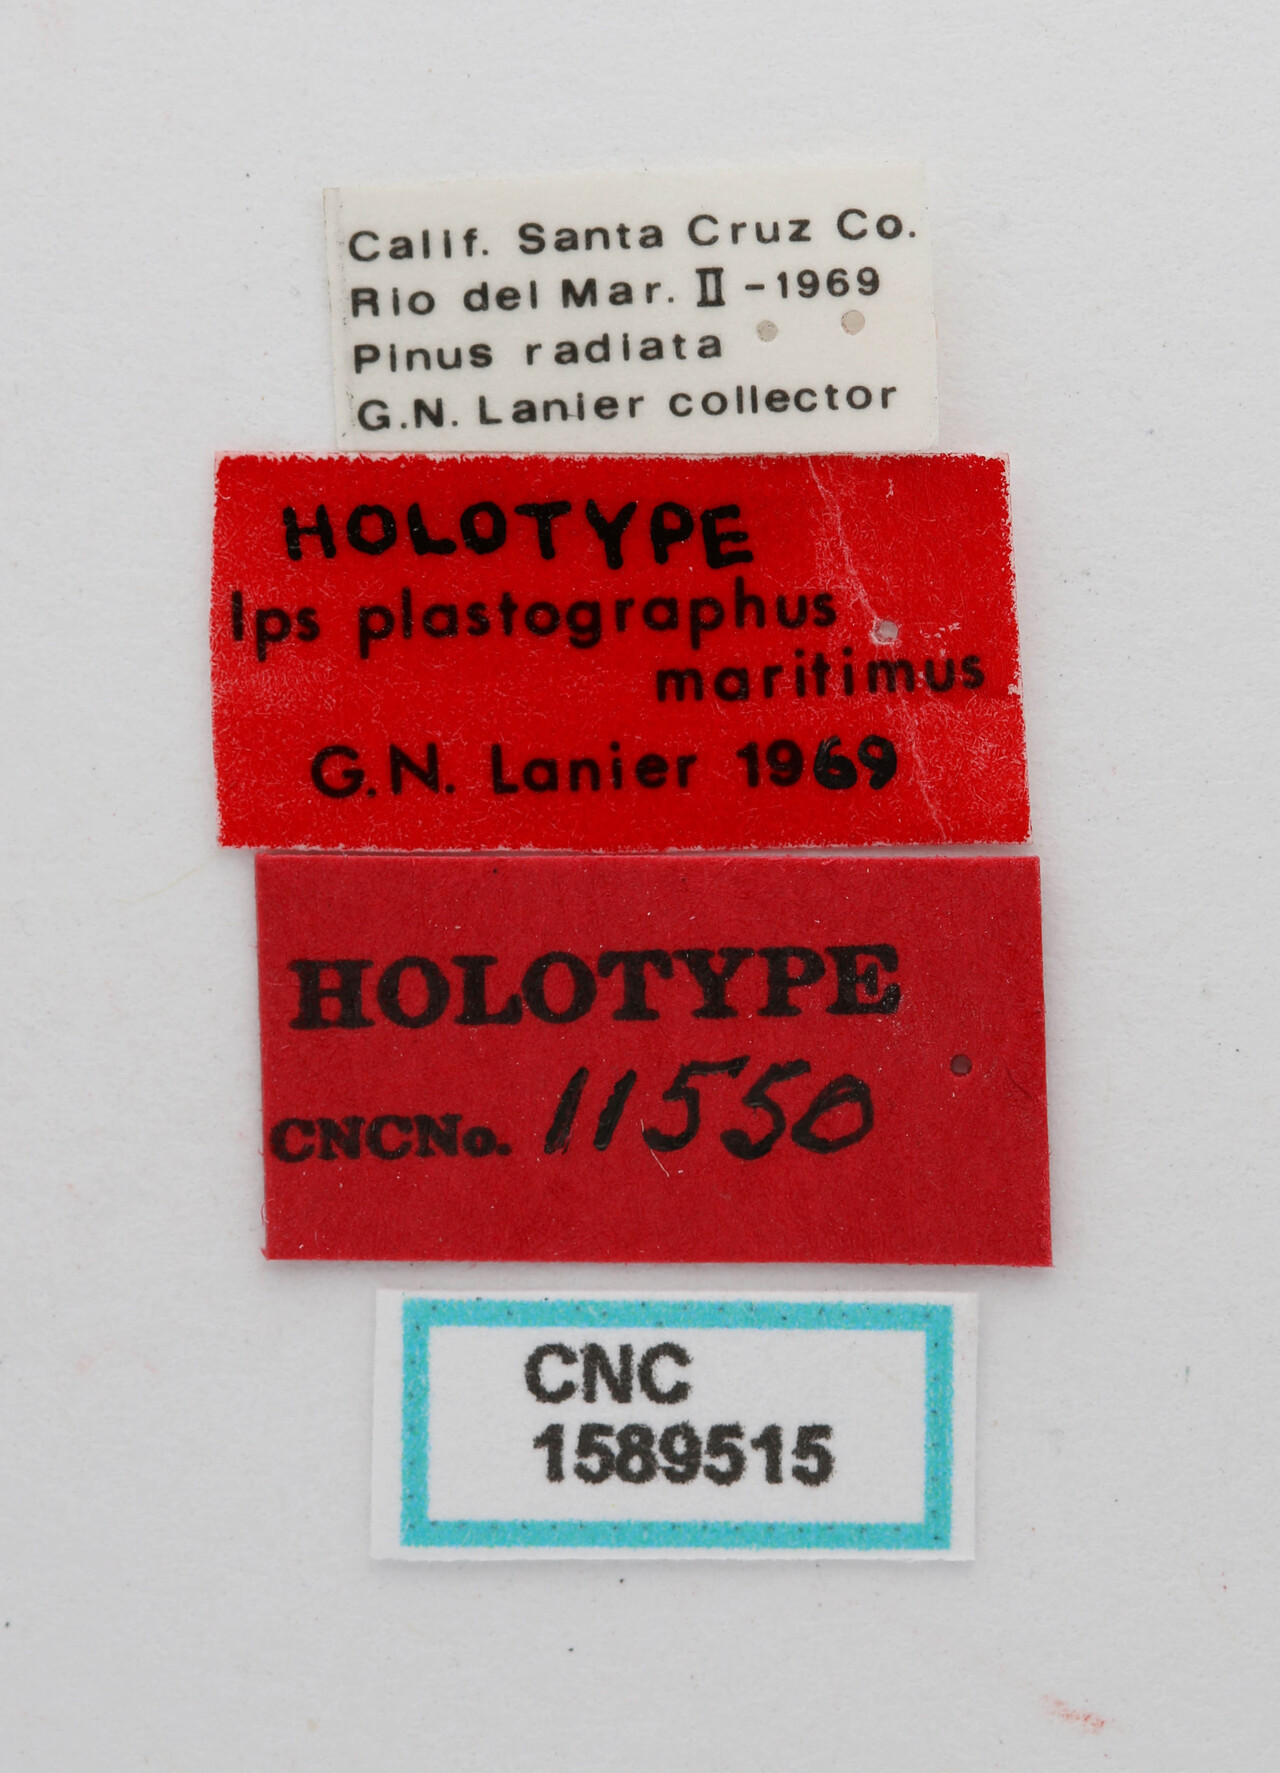 Calif. Santa Cruz Co.
Rio del Mar. II -1969
Pinus radiata
G.N. Lanier collector
HOLOTYPE
Ips plastographus
maritimus
G.N. Lanier 1969
HOLOTYPE
CNCNo. 11550
CNC
1589515